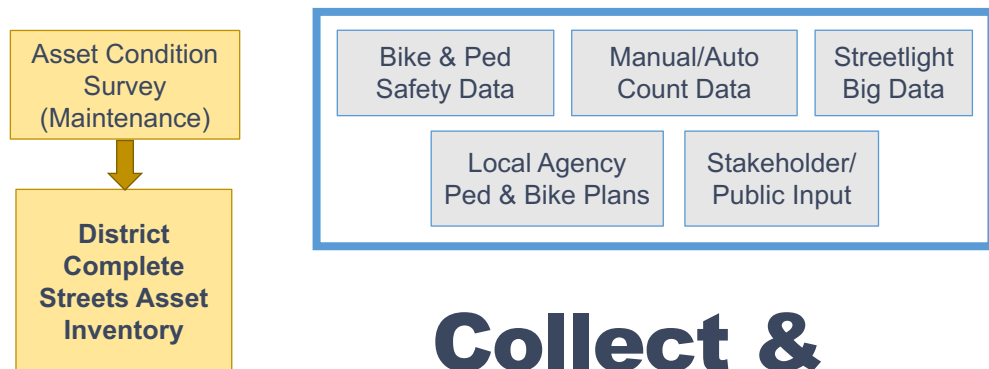 Asset Condition
Survey
(Maintenance)
District
Complete
Streets Asset
Inventory
Bike & Ped
Safety Data
Manual/Auto
Count Data
Streetlight
Big Data
Local Agency
Ped & Bike Plans
Stakeholder/
Public Input
Collect &